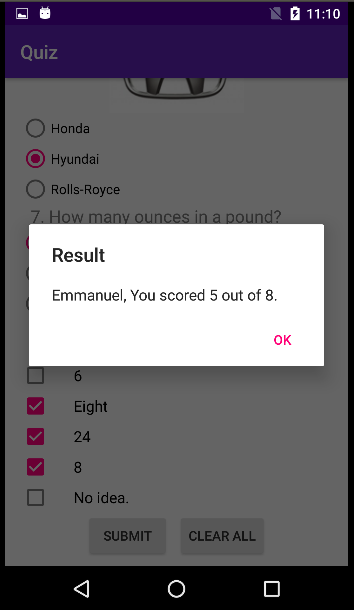 11:10
Quiz
Honda
Hyundai
Rolls-Royce
7. How many ounces in a pound?
Result
Emmanuel, You scored 5 out of 8.
OK
6
Eight
24
8
No idea.
SUBMIT CLEAR ALL